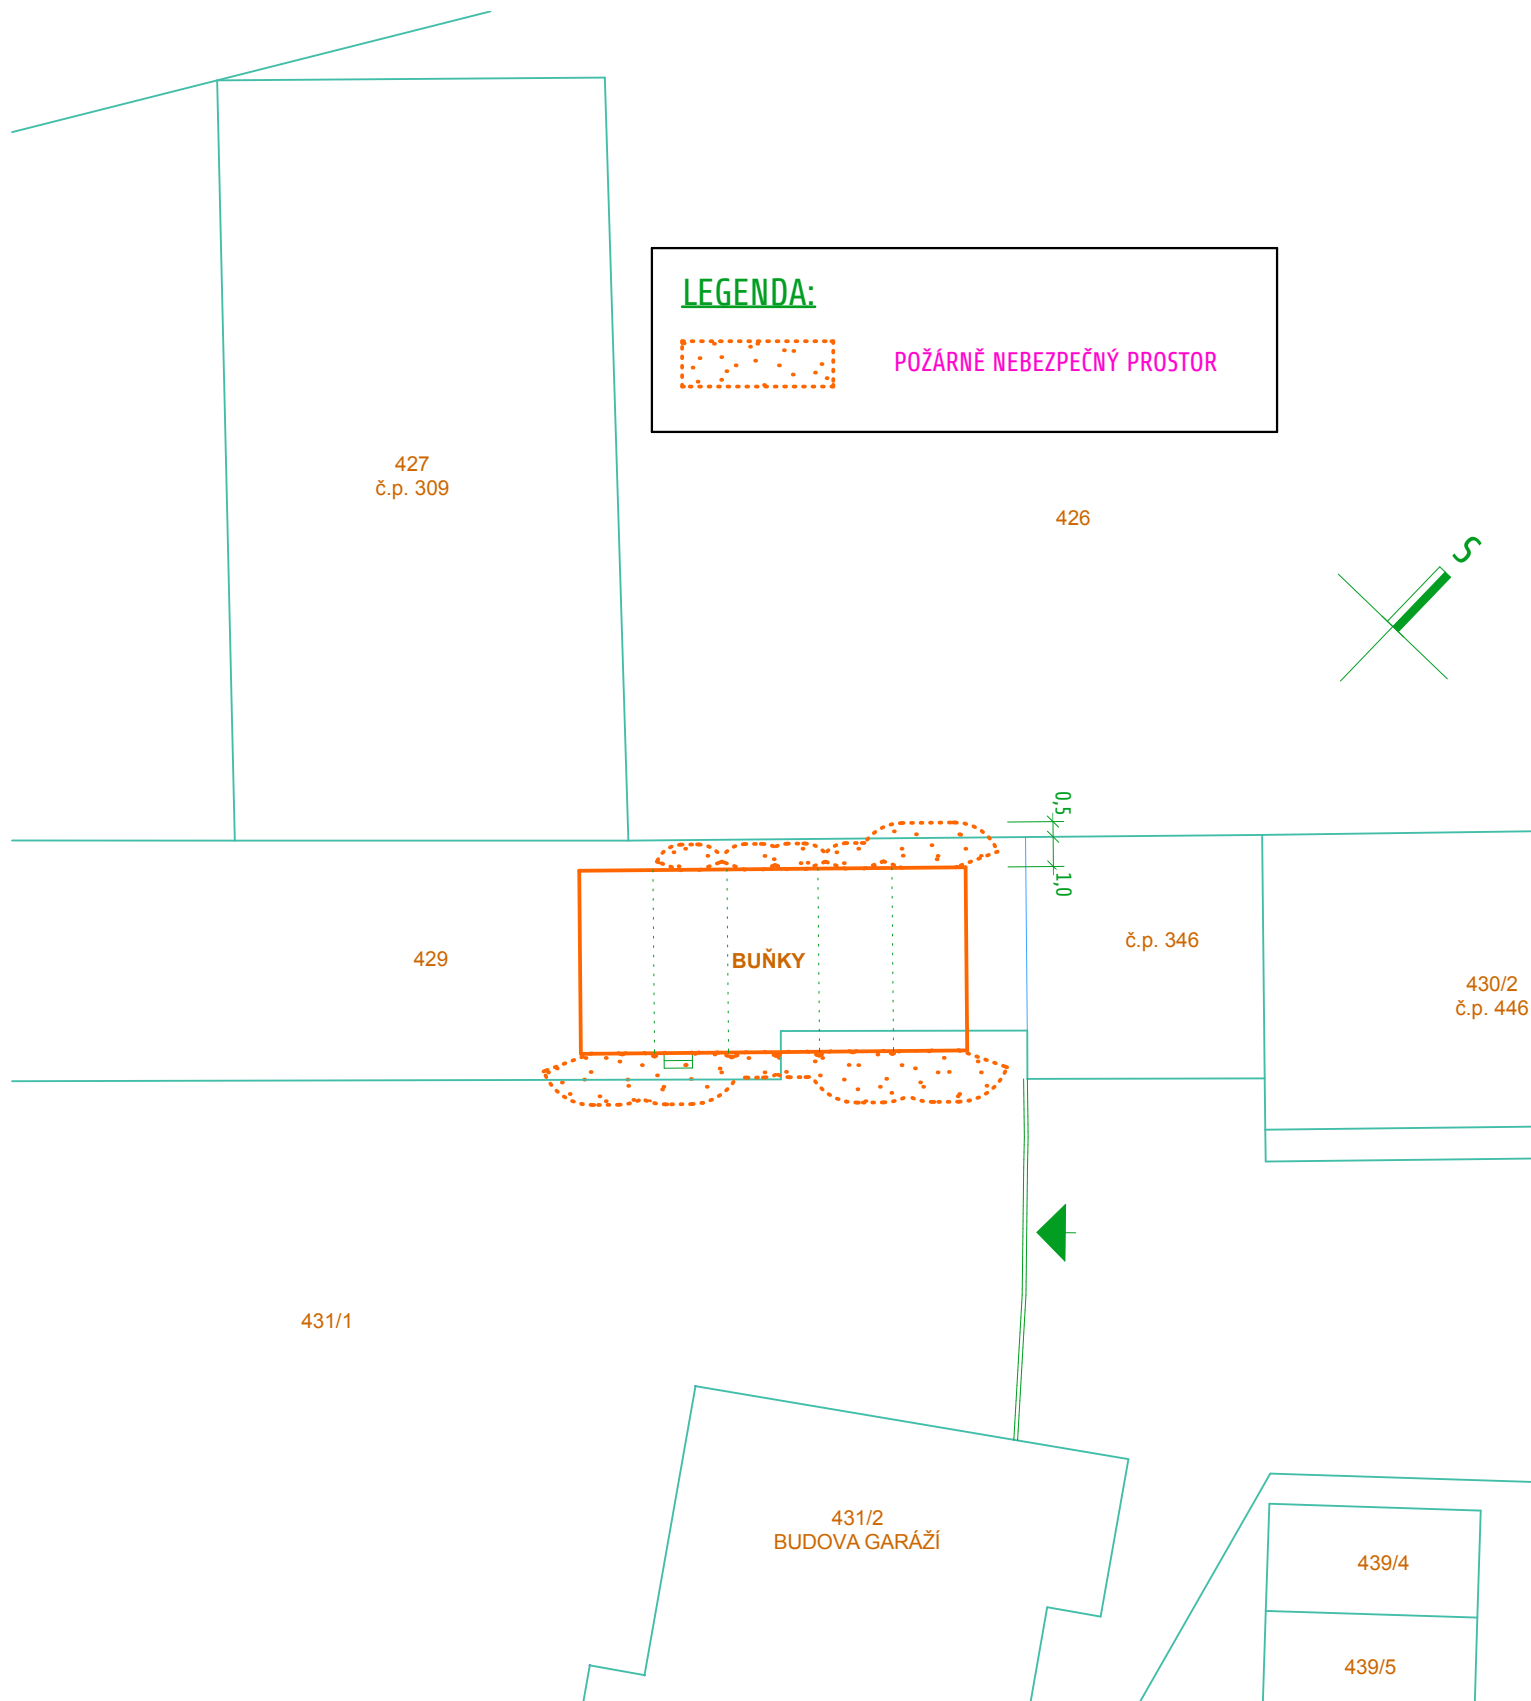 LEGENDA:
POŽÁRNĚ NEBEZPEČNÝ PROSTOR
427
č.p. 309
426
S
0,5
1,0
č.p. 346
429
BUŇKY
430/2
č.p. 446
431/1
431/2
BUDOVA GARÁŽÍ
439/4
439/5